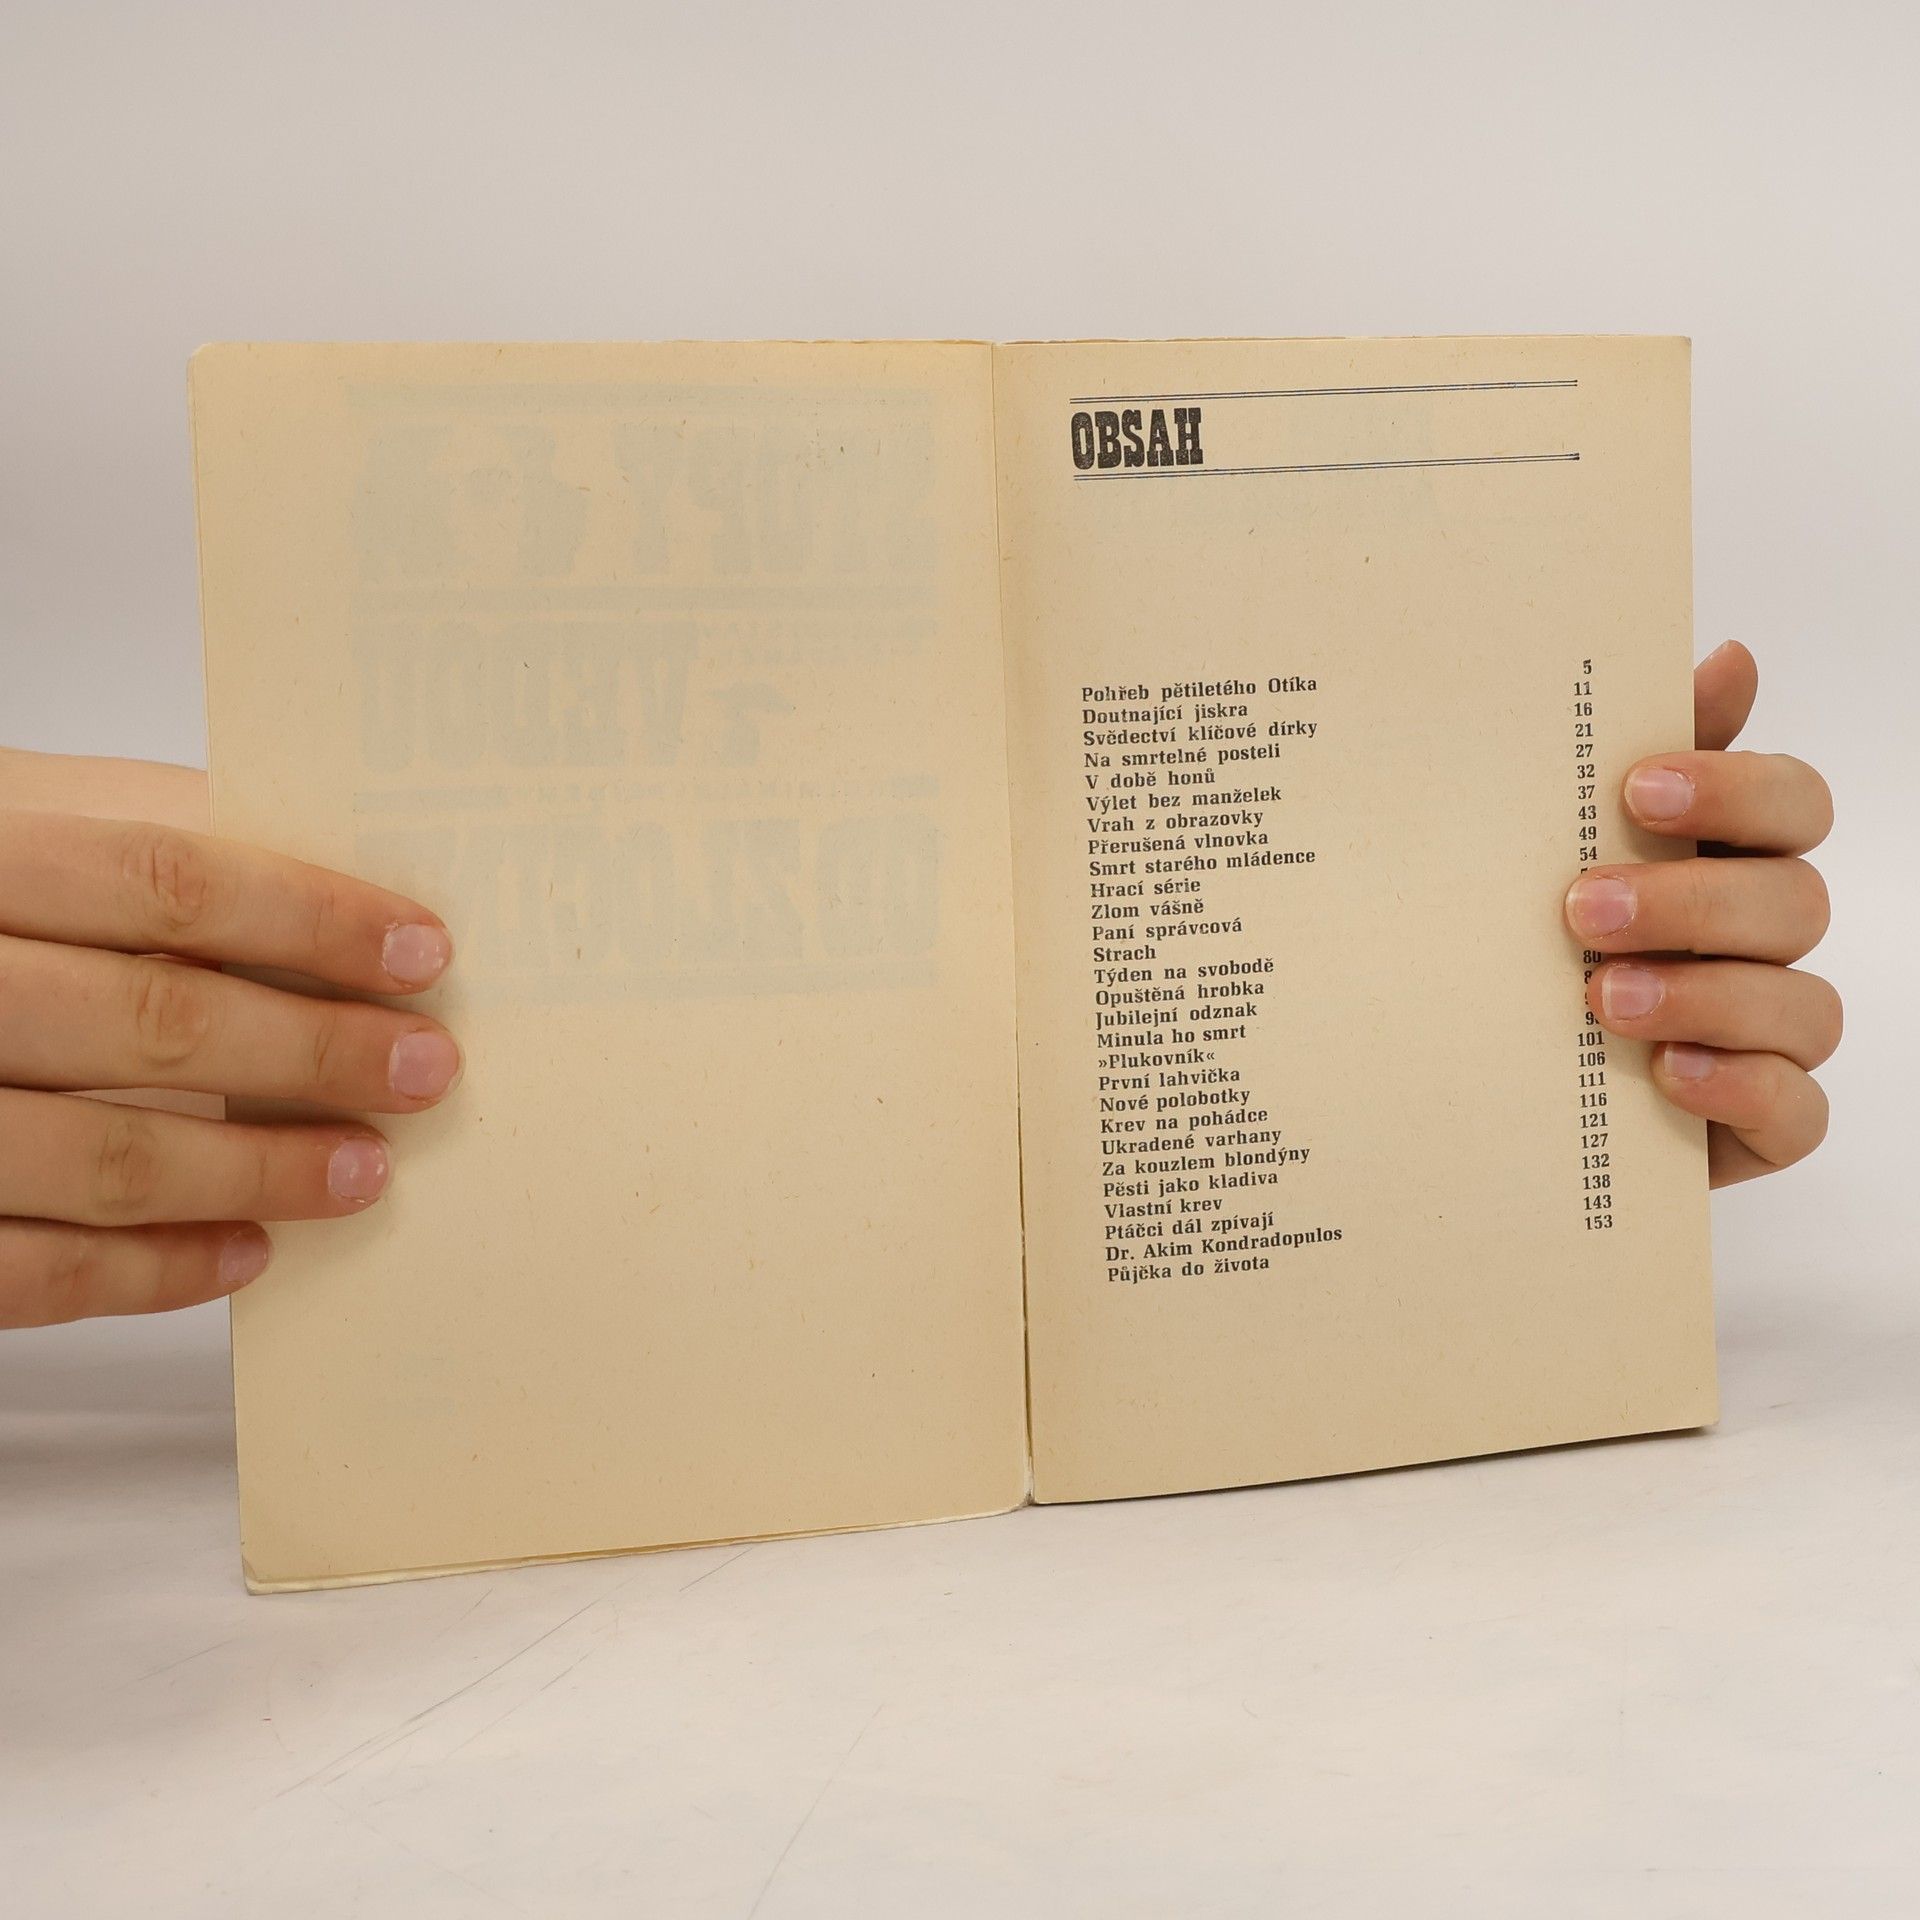 OBSAH
Pohřeb pětiletého Otíka 5
Doutnající jiskra 11
Svědectví klíčové dírky 16
Na smrtelné posteli 21
V době honů 27
Výlet bez manželek 32
Vrah z obrazovky 37
Přerušená vlnovka 43
Smrt starého mládence 49
Hrací série 54
Zlom vášně
Paní správcová
Strach
Týden na svobodě
Opuštěná hrobka 80
Jubilejní odznak
Minula ho smrt
»Plukovník«
První lahvička 101
Nové polobotky 106
Krev na pohádce 111
Ukradené varhany 116
Za kouzlem blondýny 121
Pěsti jako kladiva 127
Vlastní krev 132
Ptáčci dál zpívají 138
Dr. Akim Kondradopulos 143
Půjčka do života 153